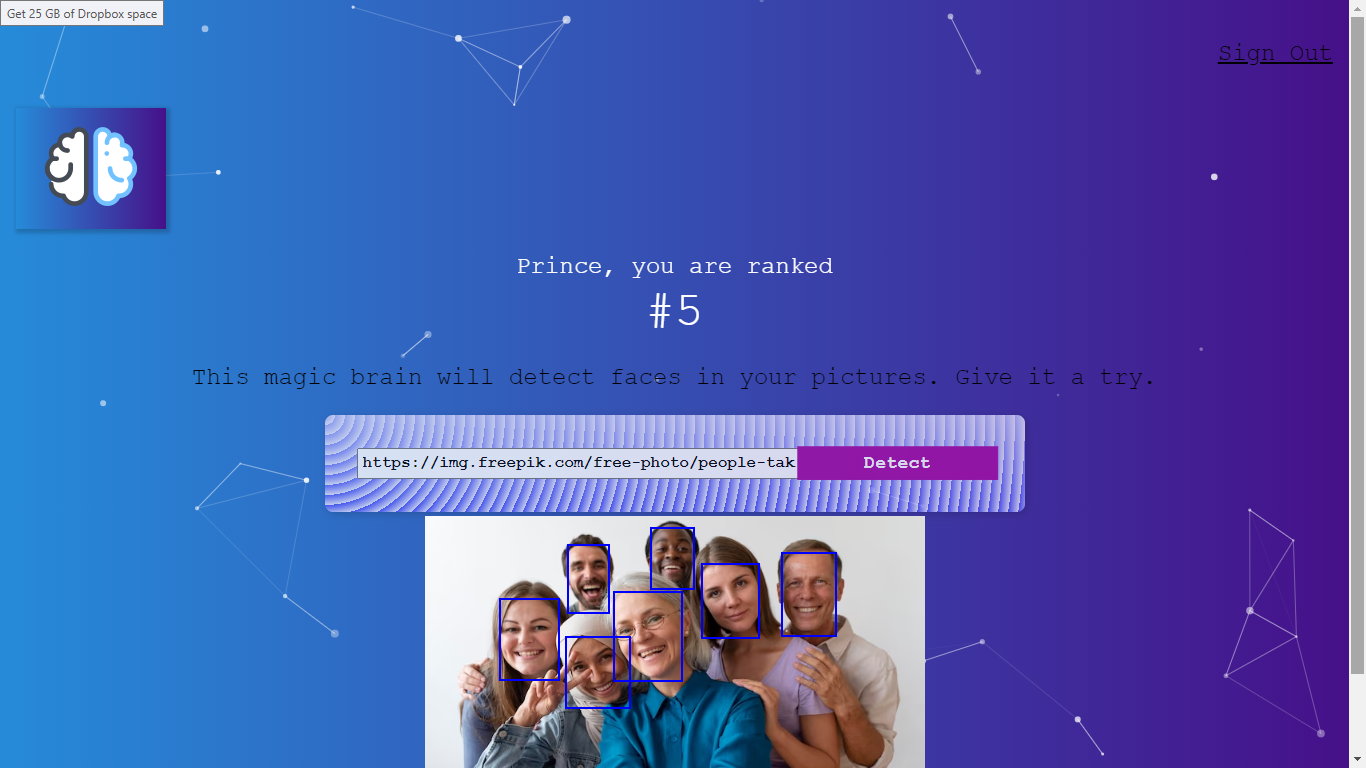 Get 25 GB of Dropbox space
Sign Out
Prince, you are ranked
#5
This magic brain will detect faces in your pictures. Give it a try.
https://img.freepik.com/free-photo/people-tak
Detect